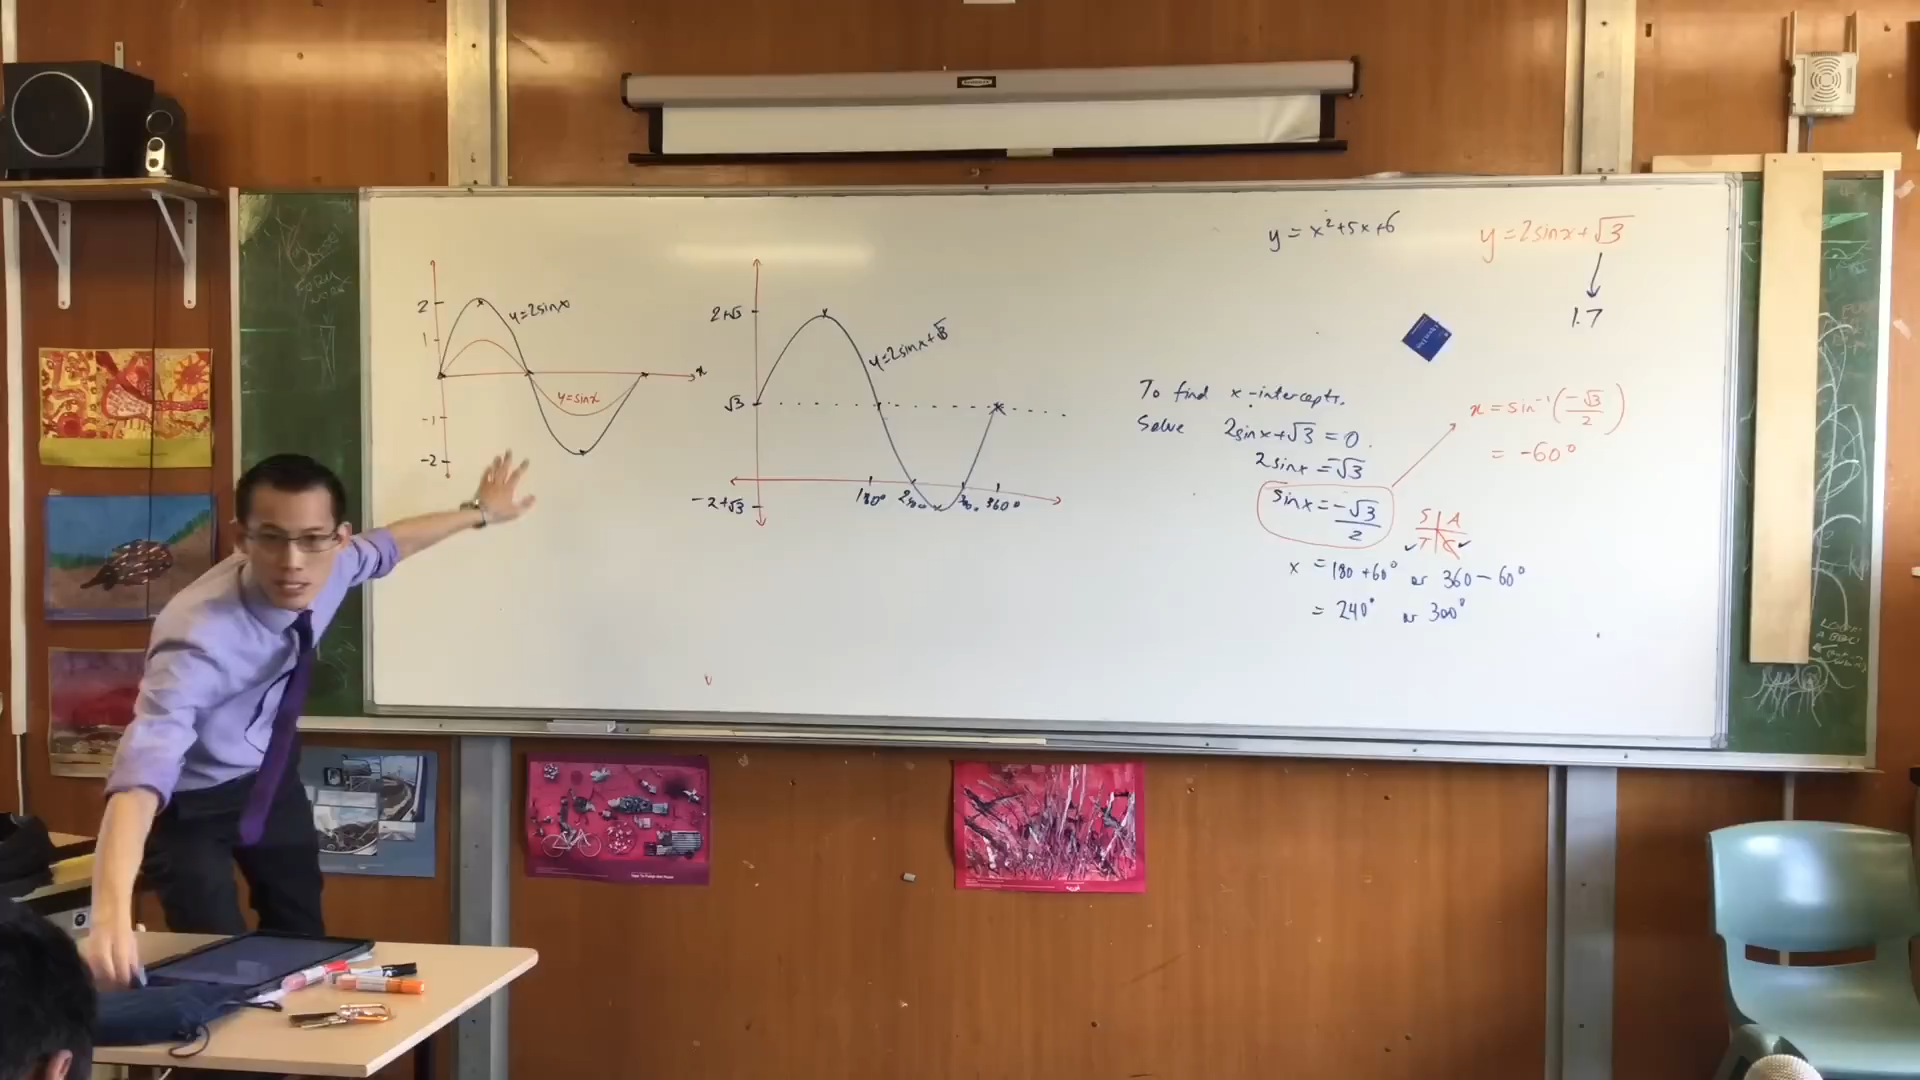 y = x²+5x+6
y=2sinx+√3
1.7
2
1
-1
-2
y=2sinx
y=sinx
x
2+√3
√3
-2+√3
y=2sinx+√3
180° 240° 300° 360°
To find x-intercepts,
Solve 2sinx+√3 = 0.
2sinx = -√3
sinx = -√3/2
x = 180+60° or 360-60°
= 240° or 300°
S A
T C
x = sin⁻¹(-√3/2)
= -60°